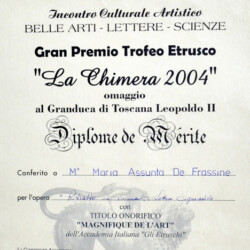 Incontro Culturale Artistico
BELLE ARTI - LETTERE - SCIENZE
Gran Premio Trofeo Etrusco
"La Chimera 2004"
omaggio
al Granduca di Toscana Leopoldo II
Diplome de Mérite
Conferito a Mª Maria Assunta De Frassine
per l'opera
con
TITOLO ONORIFICO
"MAGNIFIQUE DE L'ART"
dell'Accademia Italiana "Gli Etruschi"